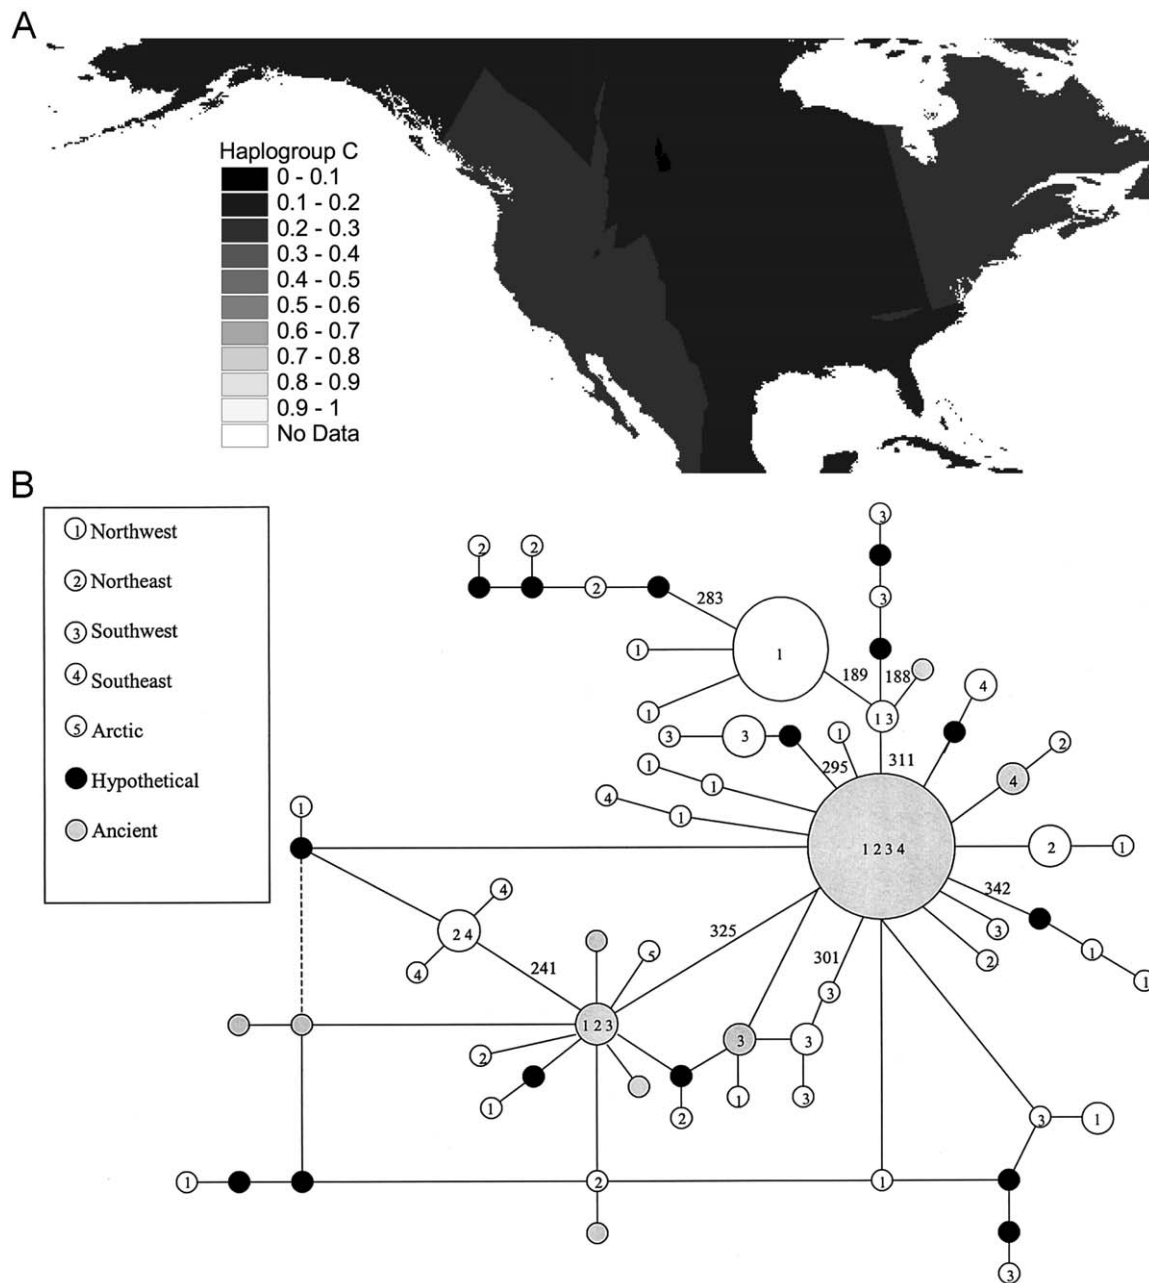 A
Haplogroup C
0 - 0.1
0.1 - 0.2
0.2 - 0.3
0.3 - 0.4
0.4 - 0.5
0.5 - 0.6
0.6 - 0.7
0.7 - 0.8
0.8 - 0.9
0.9 - 1
No Data
B
1 Northwest
2 Northeast
3 Southwest
4 Southeast
5 Arctic
Hypothetical
Ancient
3
2 2
2
283
3
1
1
189 188
4
1
1 3
3 3
1
2
295
311
1
1
4
4
1
1
1 2 3 4
2
1
4
342
2 4
325
3
4
241
5
301
2
1
3
1
1 2 3
2
3
3
1
2
1
3
3
1
1
2
1
3